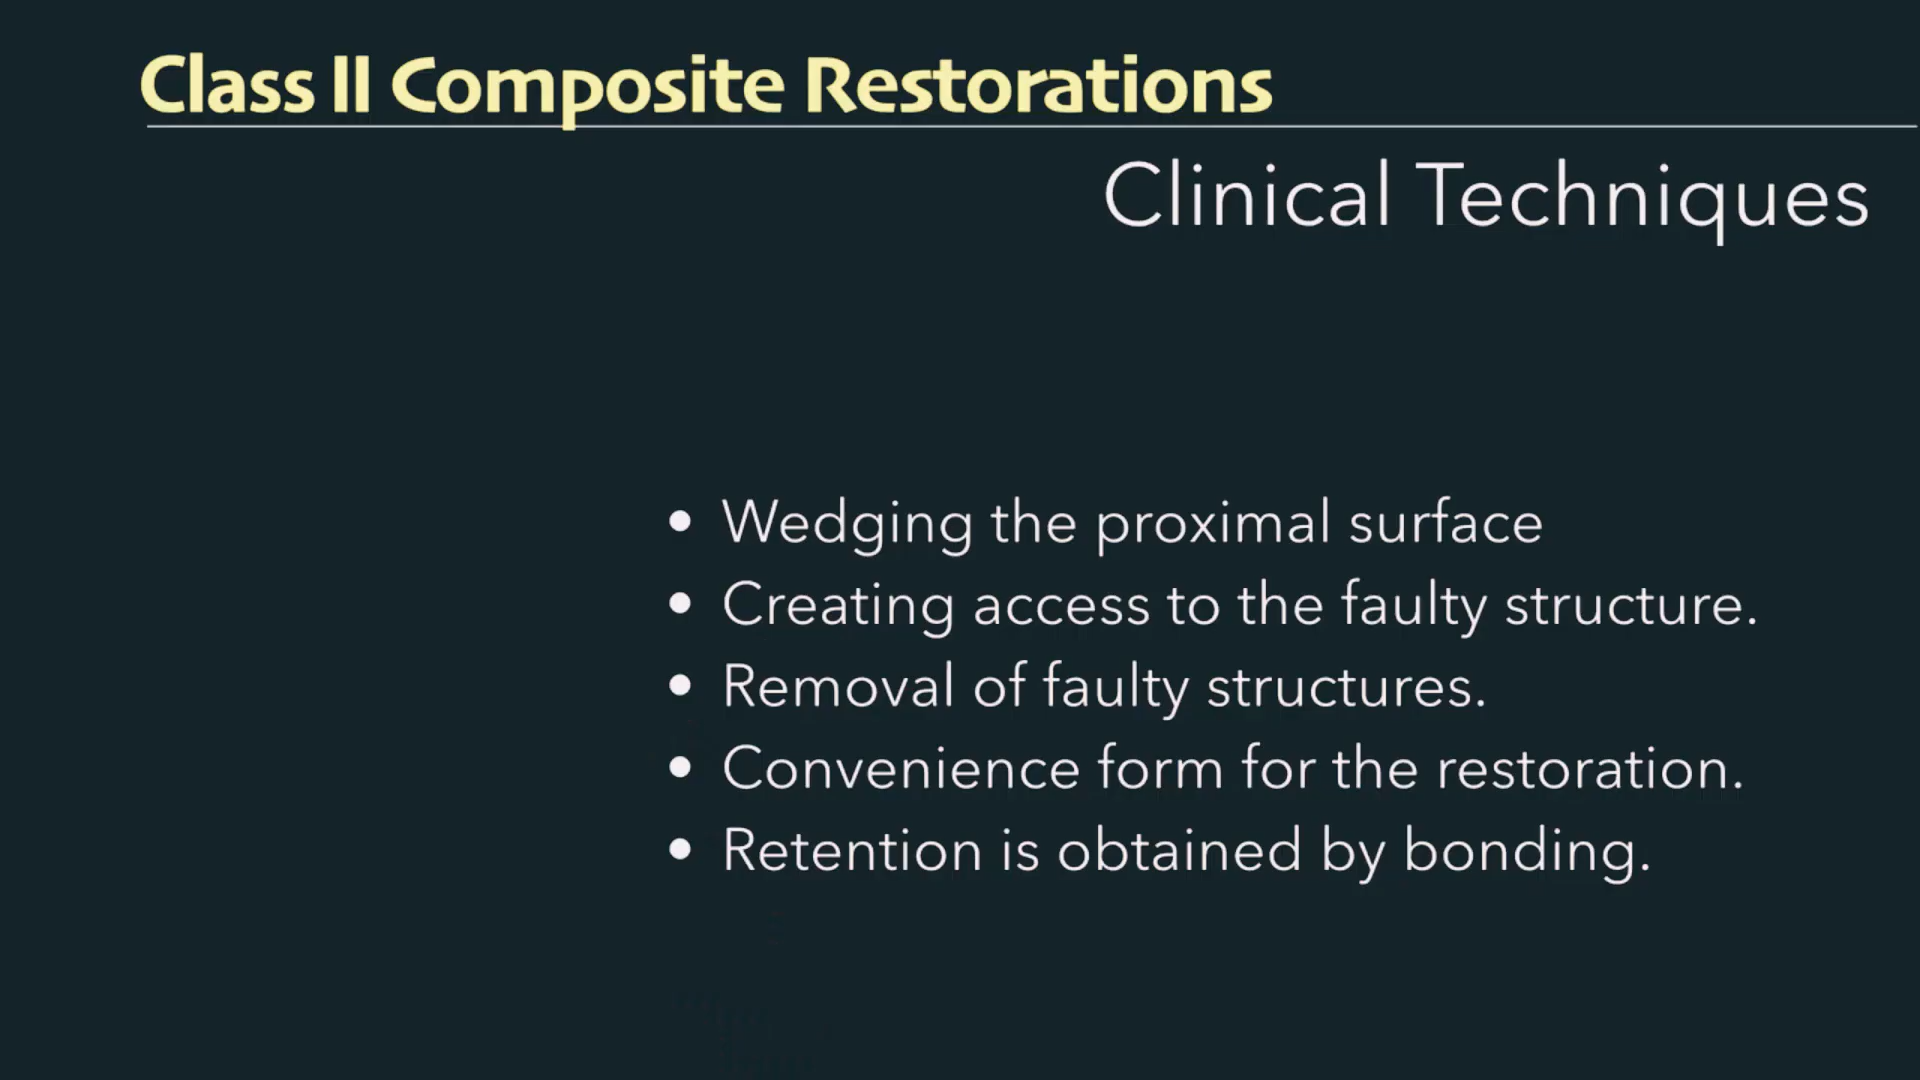 Class II Composite Restorations
Clinical Techniques
• Wedging the proximal surface
• Creating access to the faulty structure.
• Removal of faulty structures.
• Convenience form for the restoration.
• Retention is obtained by bonding.